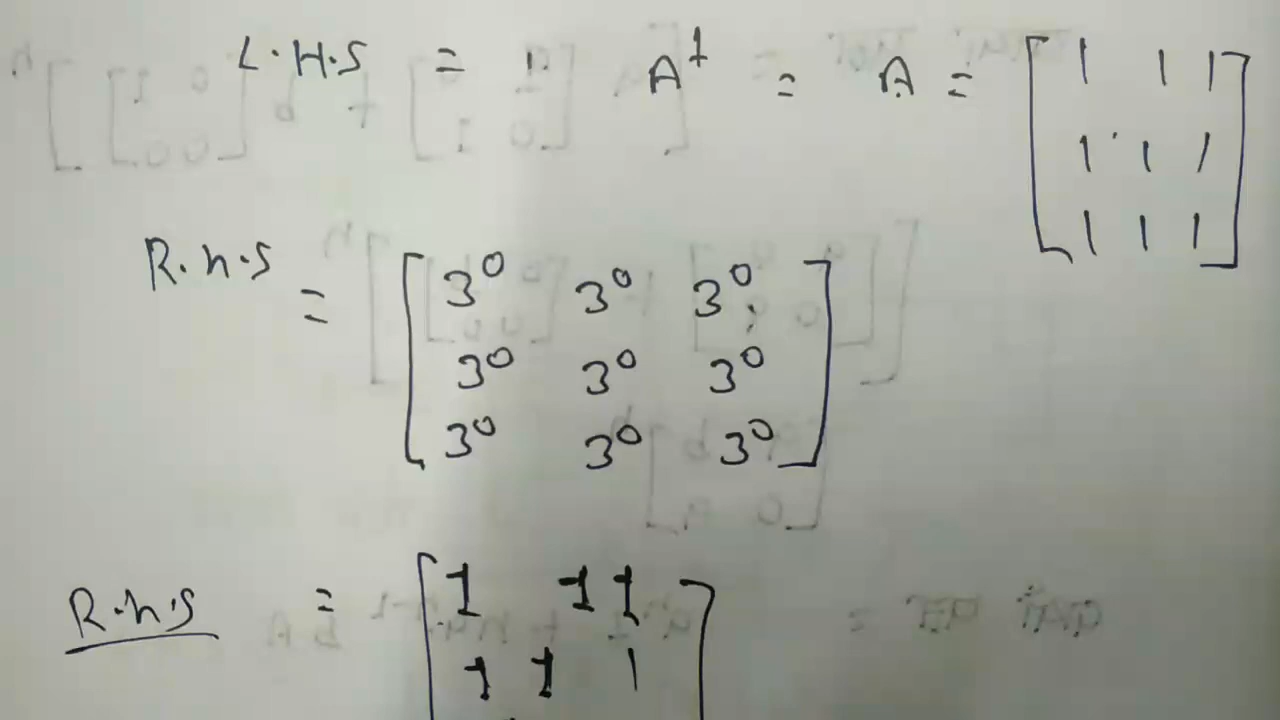 L.H.S = A¹ = A = [1 1 1
1 1 1
1 1 1]
R.h.S = [3⁰ 3⁰ 3⁰
3⁰ 3⁰ 3⁰
3⁰ 3⁰ 3⁰]
R.h.S = [1 1 1
1 1 1